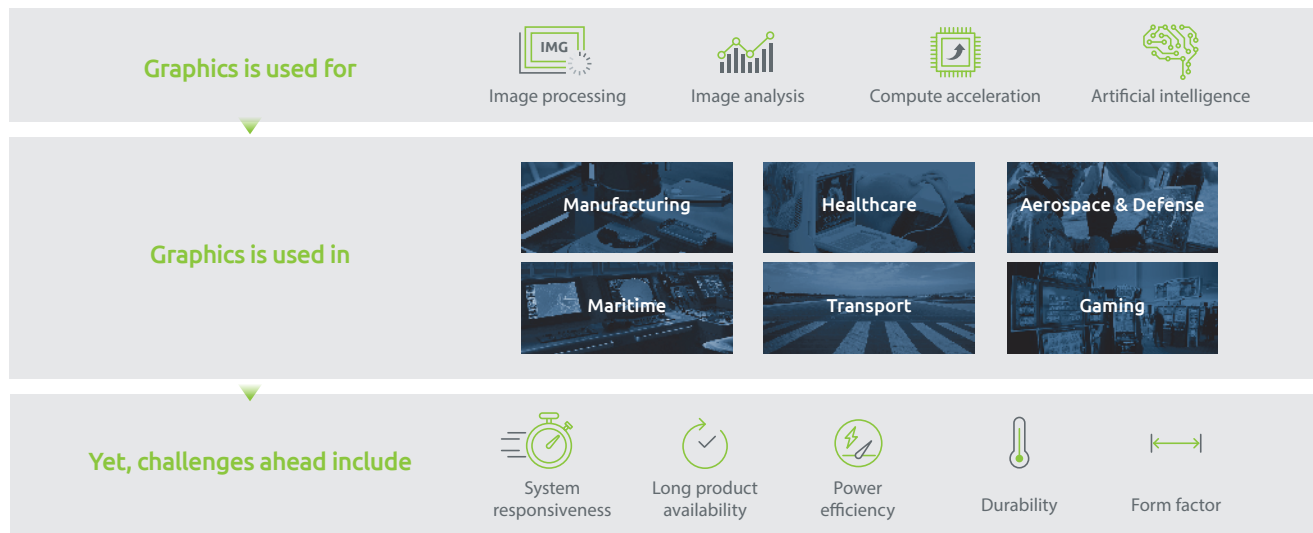 Graphics is used for
IMG
Image processing
Image analysis
Compute acceleration
Artificial intelligence
Graphics is used in
Manufacturing
Healthcare
Aerospace & Defense
Maritime
Transport
Gaming
Yet, challenges ahead include
System
responsiveness
Long product
availability
Power
efficiency
Durability
Form factor